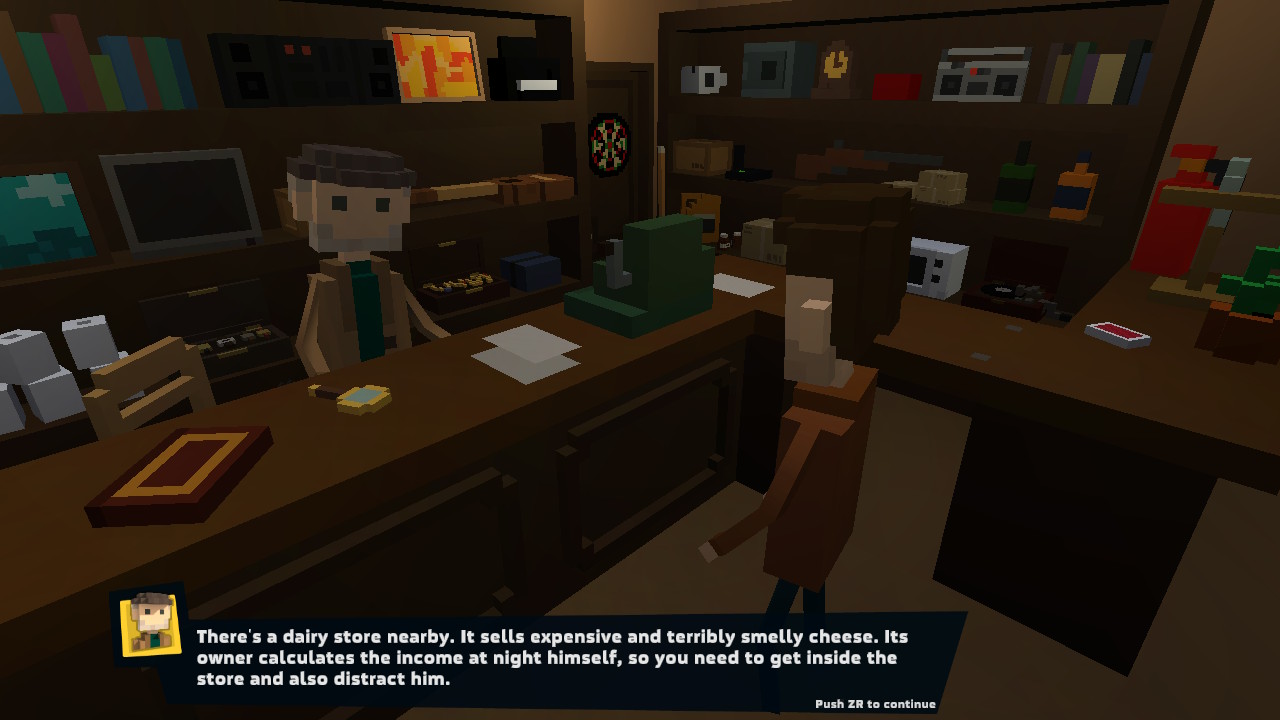 There's a dairy store nearby. It sells expensive and terribly smelly cheese. Its
owner calculates the income at night himself, so you need to get inside the
store and also distract him.
Push ZR to continue